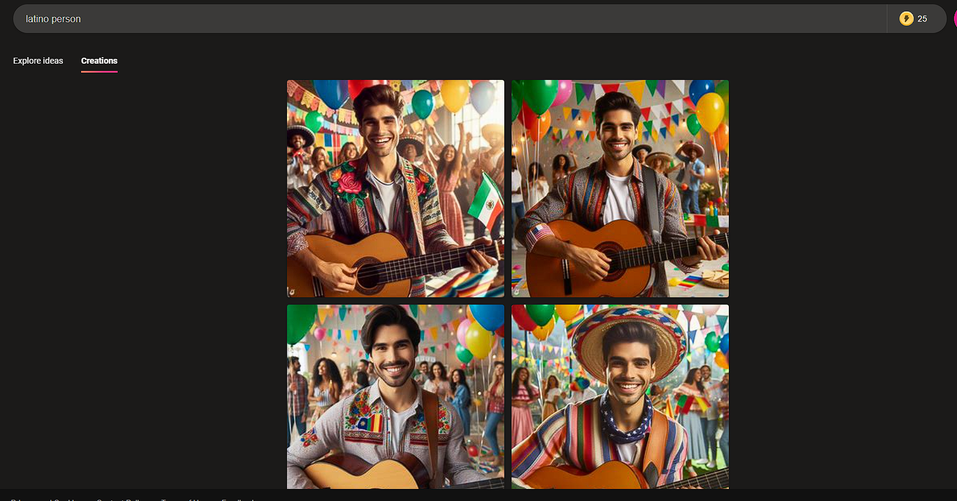 latino person
25
Explore ideas
Creations